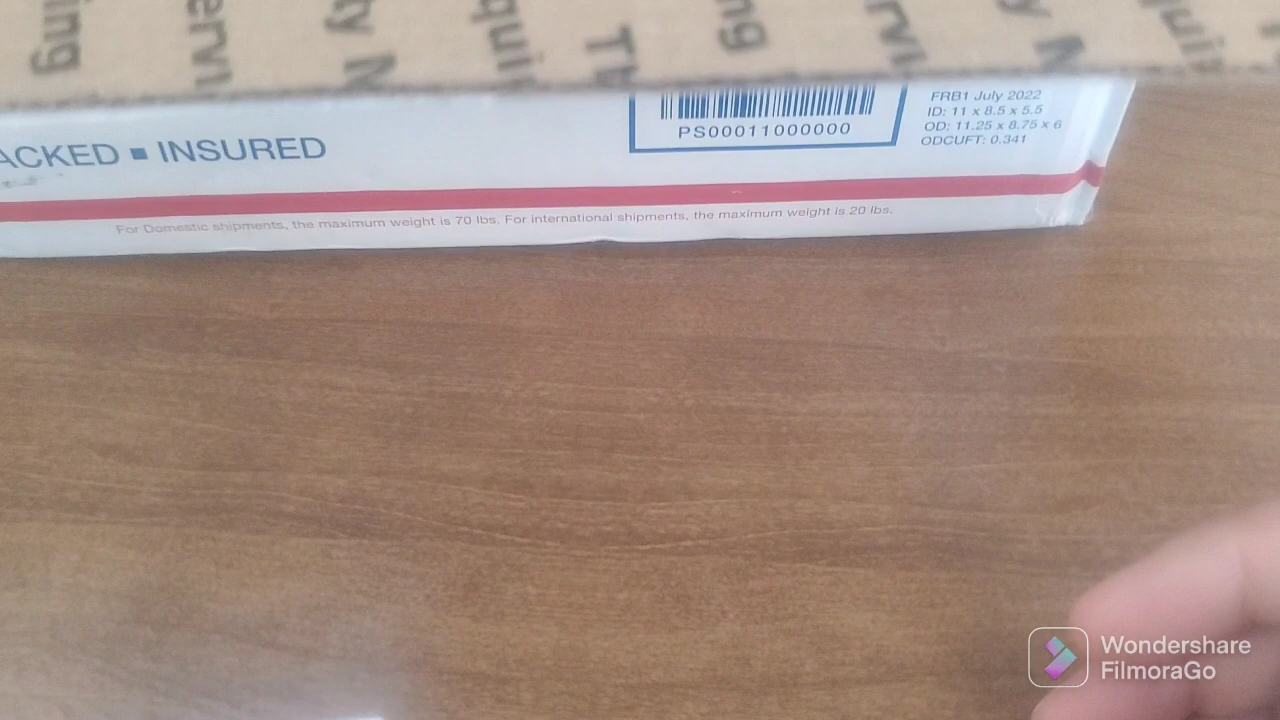 ACKED ■ INSURED
PS00011000000
FRB1 July 2022
ID: 11 x 8.5 x 5.5
OD: 11.25 x 8.75 x 6
ODCUFT: 0.341
For Domestic shipments, the maximum weight is 70 lbs. For international shipments, the maximum weight is 20 lbs.
Wondershare
FilmoraGo